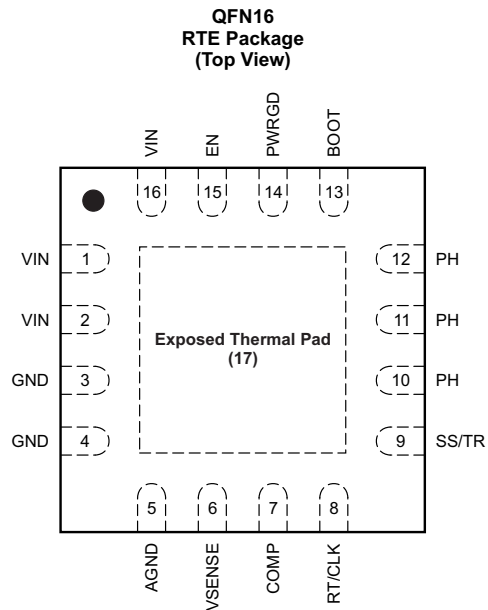 QFN16
RTE Package
(Top View)
VIN
EN
PWRGD
BOOT
16
15
14
13
VIN 1
12 PH
VIN 2
11 PH
Exposed Thermal Pad
(17)
GND 3
10 PH
GND 4
9 SS/TR
5
6
7
8
AGND
VSENSE
COMP
RT/CLK